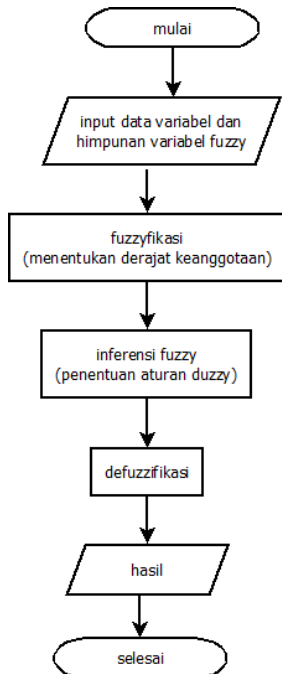 mulai
input data variabel dan
himpunan variabel fuzzy
fuzzyfikasi
(menentukan derajat keanggotaan)
inferensi fuzzy
(penentuan aturan duzzy)
defuzzifikasi
hasil
selesai